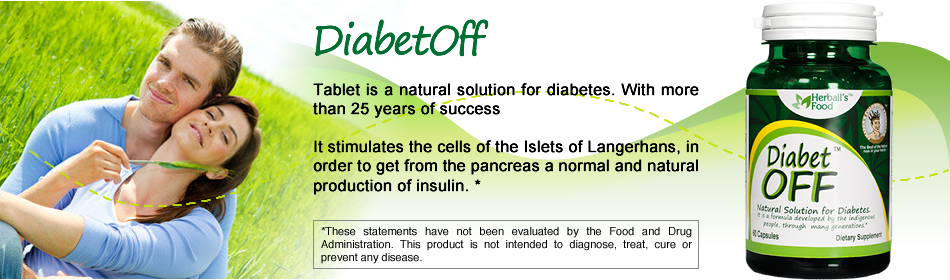 DiabetOff
Tablet is a natural solution for diabetes. With more
than 25 years of success
It stimulates the cells of the Islets of Langerhans, in
order to get from the pancreas a normal and natural
production of insulin. *
*These statements have not been evaluated by the Food and Drug
Administration. This product is not intended to diagnose, treat, cure or
prevent any disease.
Herball's™
Food
The Best of the Nature
now in your hands
Diabet™
OFF
Natural Solution for Diabetes.
It is a formula developed by the indigenous
people, through many generations.*
60 Capsules
Dietary Supplement